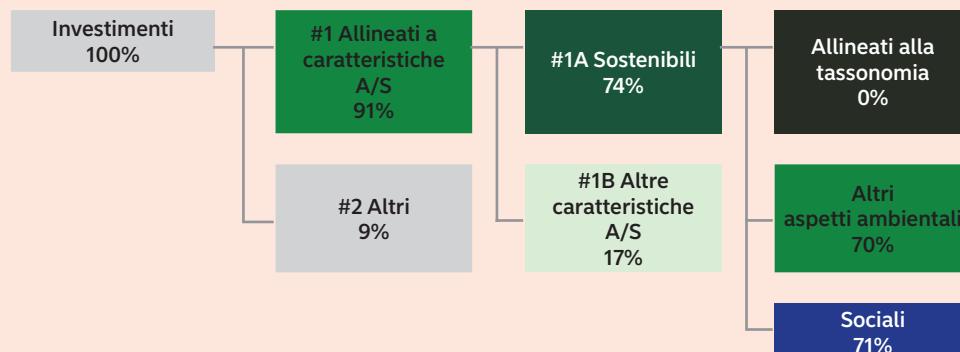 Investimenti
100%
#1 Allineati a
caratteristiche
A/S
91%
#1A Sostenibili
74%
Allineati alla
tassonomia
0%
#2 Altri
9%
#1B Altre
caratteristiche
A/S
17%
Altri
aspetti ambientali
70%
Sociali
71%